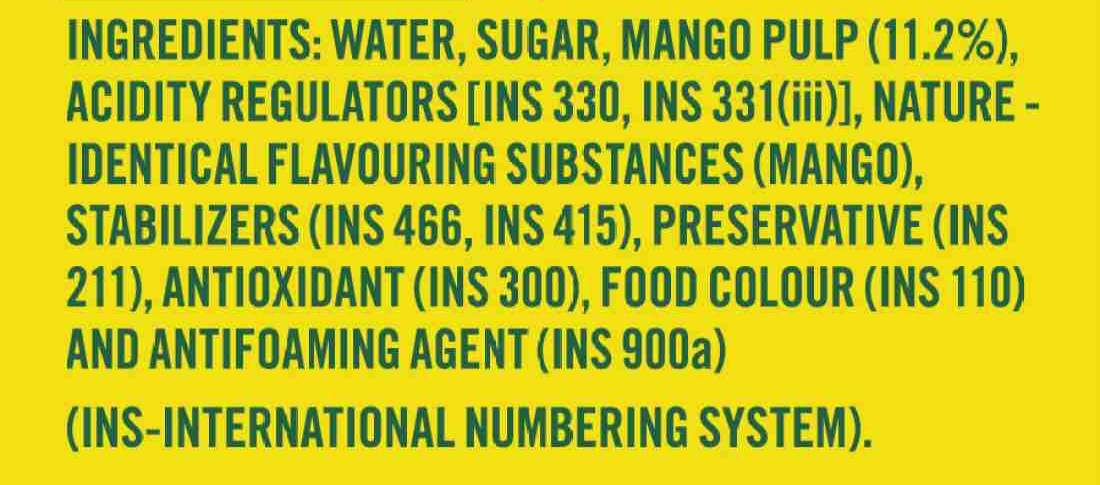 INGREDIENTS: WATER, SUGAR, MANGO PULP (11.2%),
ACIDITY REGULATORS [INS 330, INS 331(iii)], NATURE -
IDENTICAL FLAVOURING SUBSTANCES (MANGO),
STABILIZERS (INS 466, INS 415), PRESERVATIVE (INS
211), ANTIOXIDANT (INS 300), FOOD COLOUR (INS 110)
AND ANTIFOAMING AGENT (INS 900a)
(INS-INTERNATIONAL NUMBERING SYSTEM).